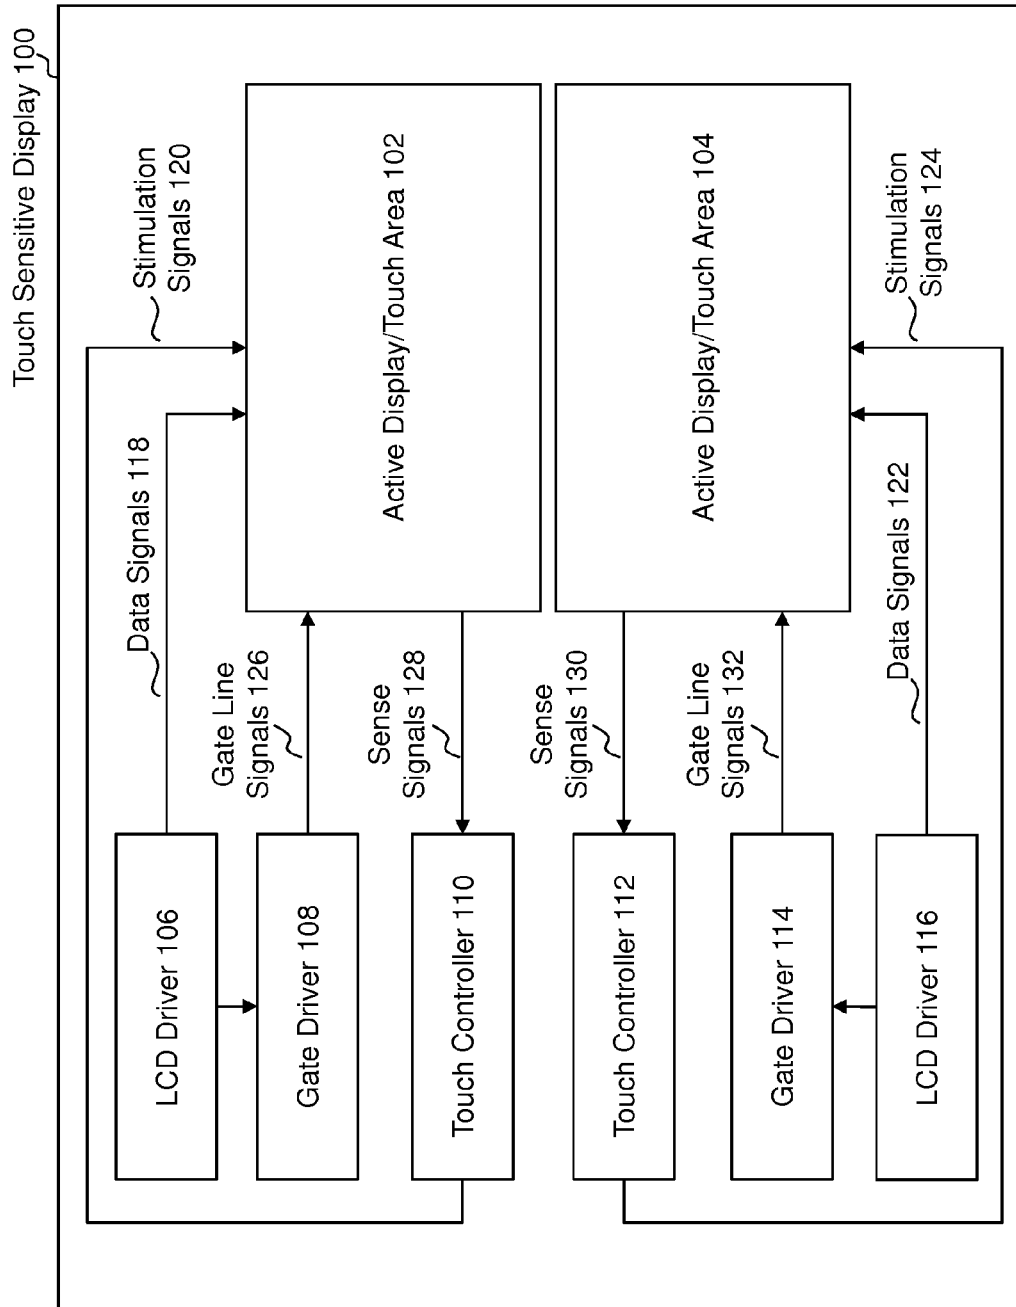 Touch Sensitive Display 100
Stimulation
Signals 120
Data Signals 118
LCD Driver 106
Gate Line
Signals 126
Gate Driver 108
Active Display/Touch Area 102
Sense
Signals 128
Touch Controller 110
Sense
Signals 130
Touch Controller 112
Active Display/Touch Area 104
Gate Line
Signals 132
Gate Driver 114
Data Signals 122
LCD Driver 116
Stimulation
Signals 124